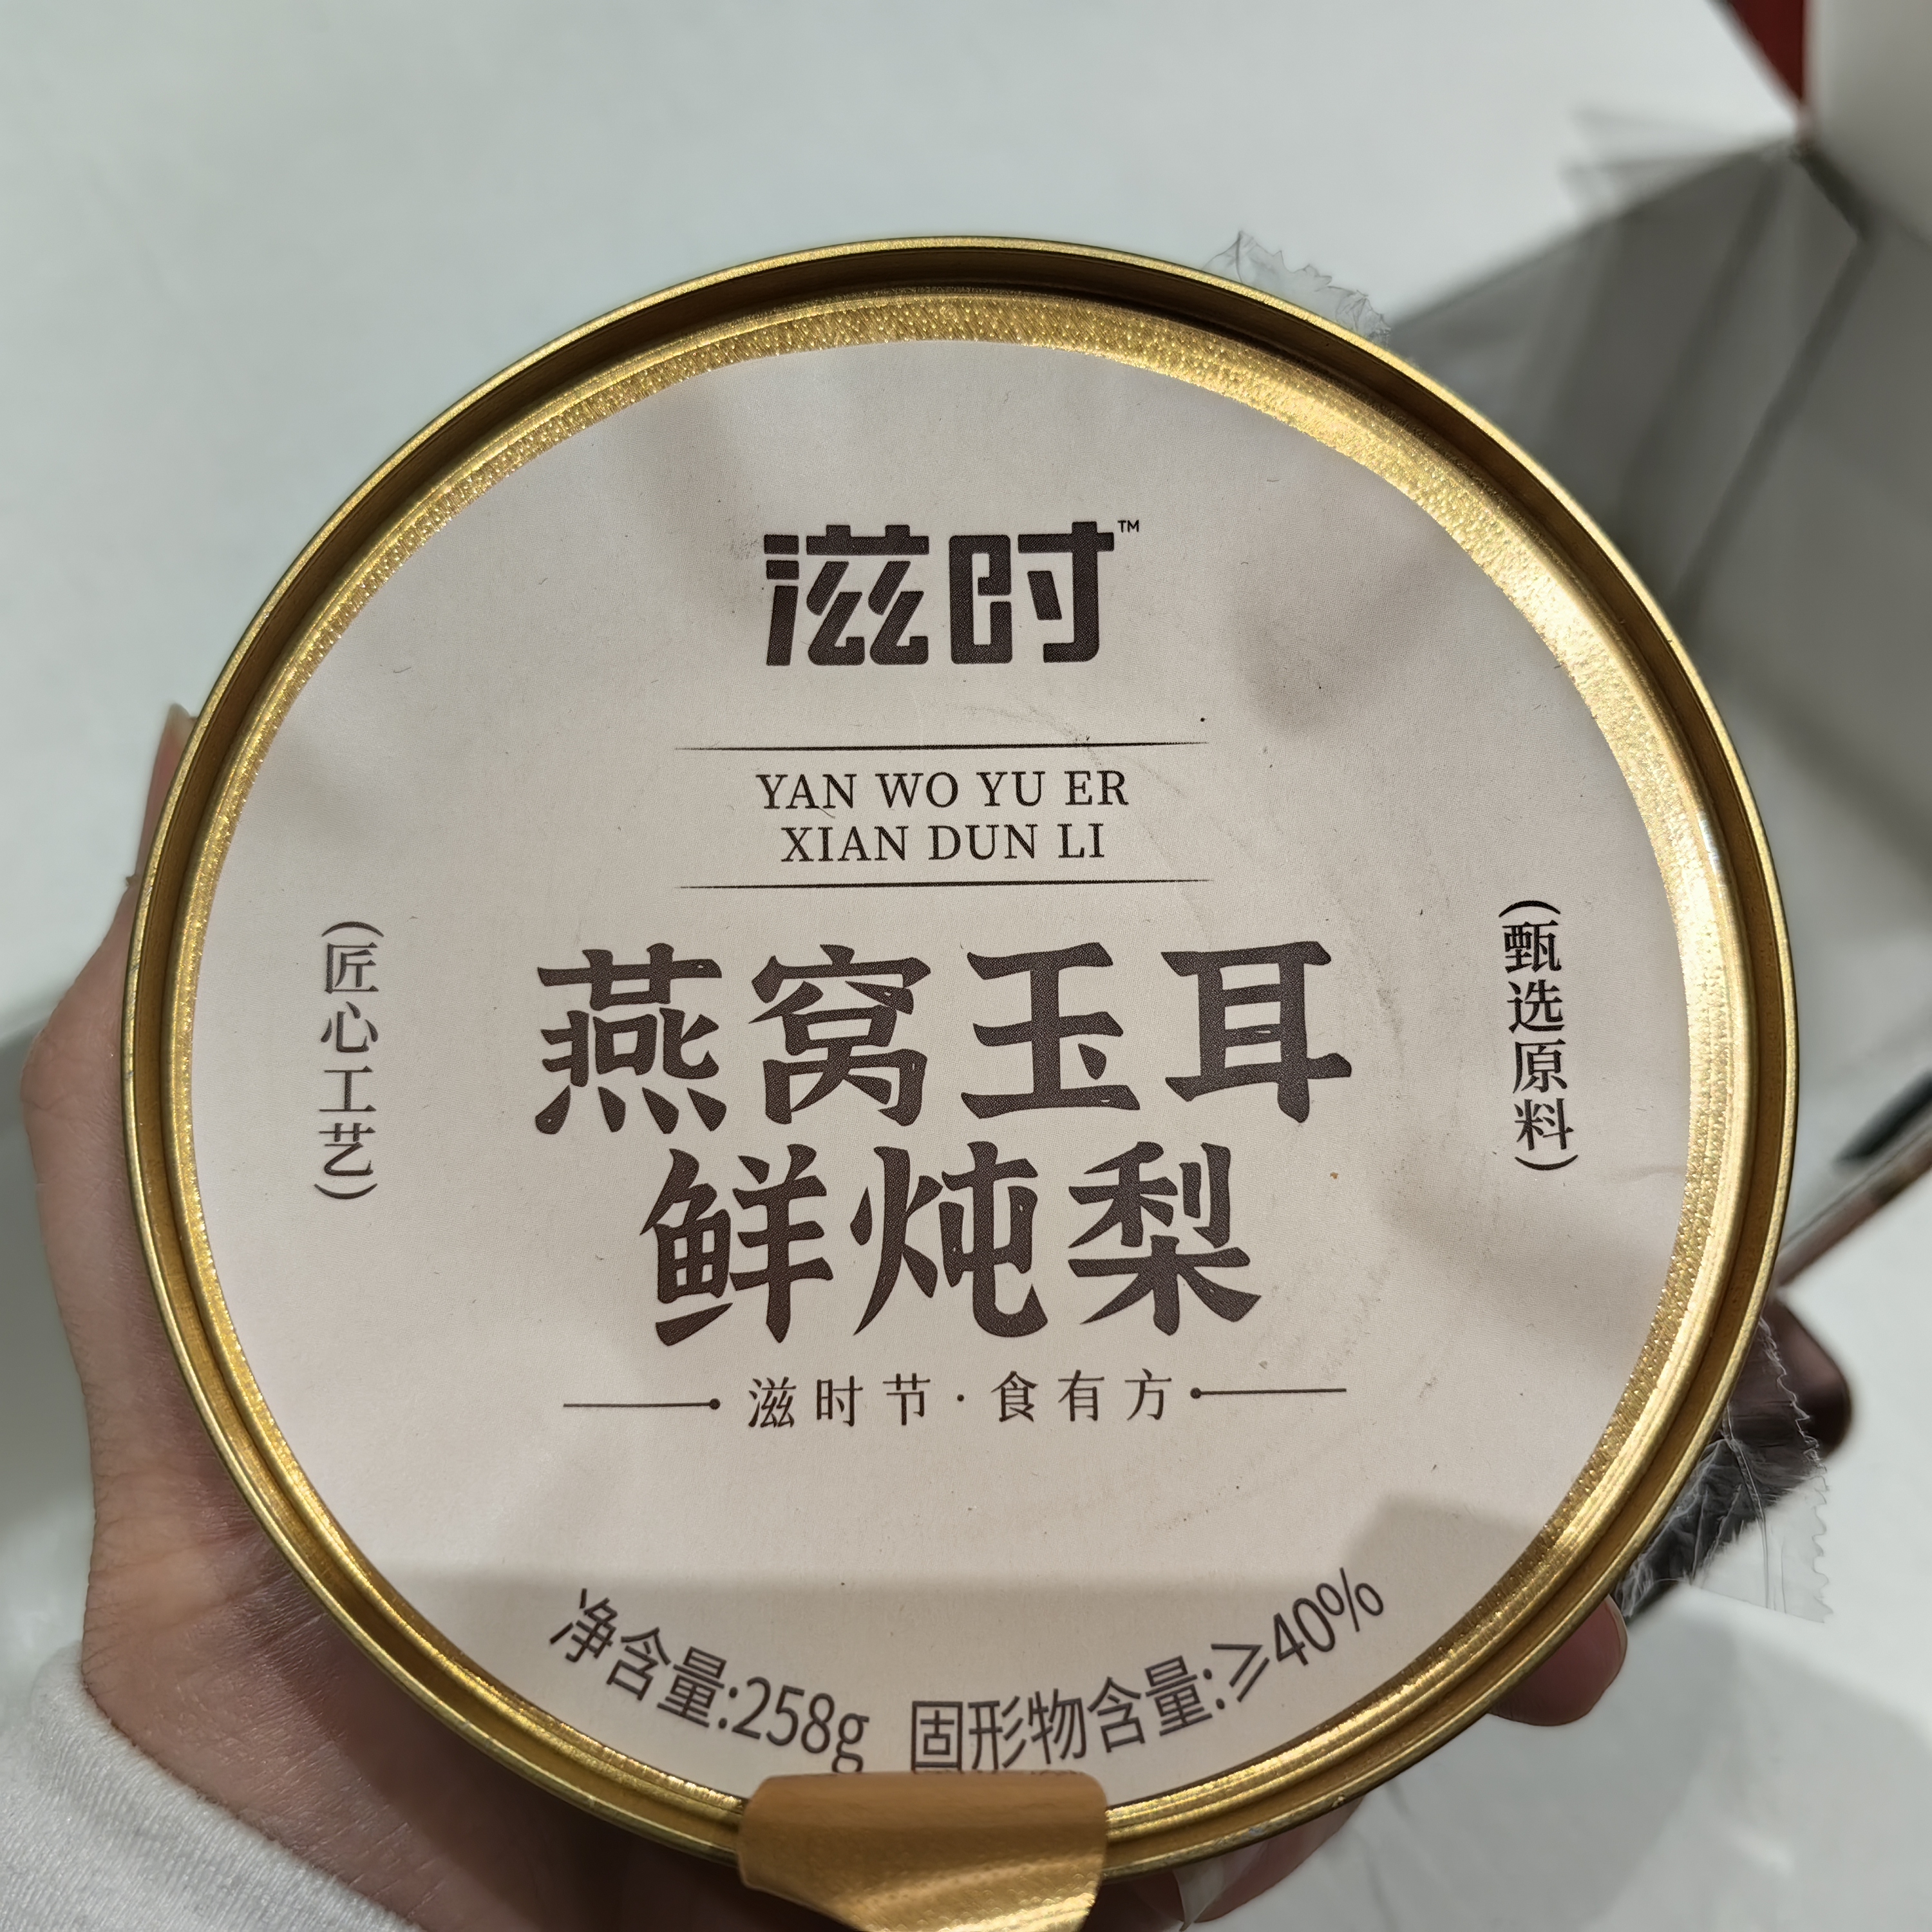 滋时™
YAN WO YU ER
XIAN DUN LI
(匠心工艺)
(甄选原料)
燕窝玉耳
鲜炖梨
滋时节·食有方
净含量:258g 固形物含量:≥40%